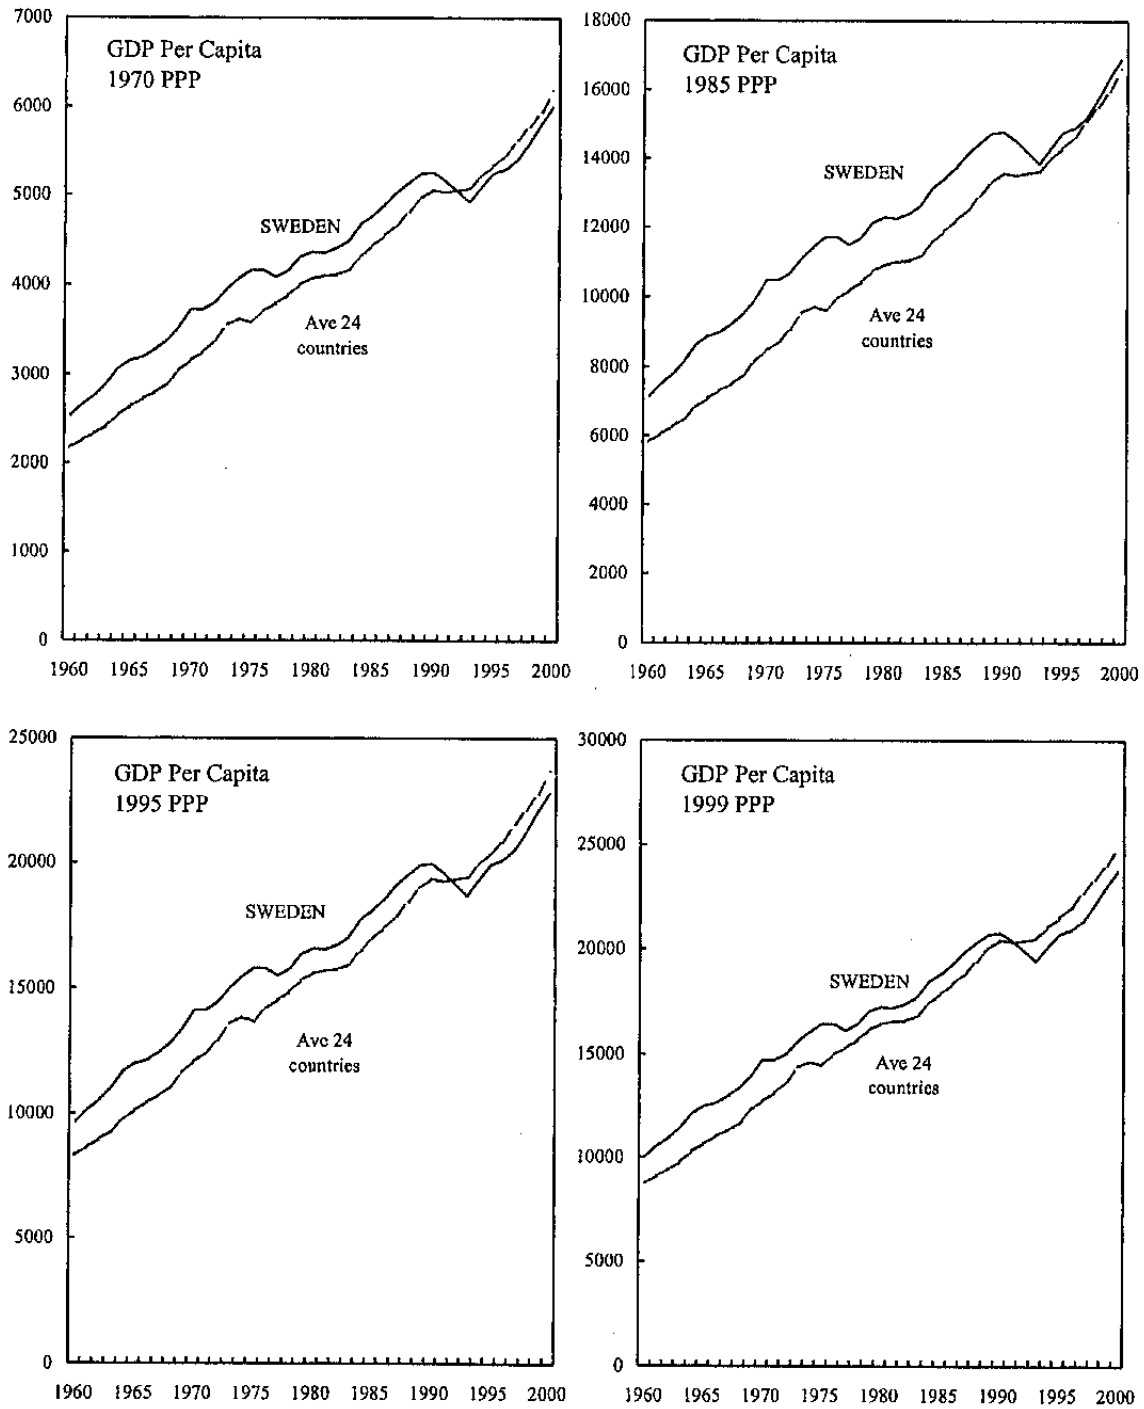 GDP Per Capita
1970 PPP
7000
6000
5000
4000
3000
2000
1000
0
SWEDEN
Ave 24
countries
1960 1965 1970 1975 1980 1985 1990 1995 2000
GDP Per Capita
1985 PPP
18000
16000
14000
12000
10000
8000
6000
4000
2000
0
SWEDEN
Ave 24
countries
1960 1965 1970 1975 1980 1985 1990 1995 2000
GDP Per Capita
1995 PPP
25000
20000
15000
10000
5000
0
SWEDEN
Ave 24
countries
1960 1965 1970 1975 1980 1985 1990 1995 2000
GDP Per Capita
1999 PPP
30000
25000
20000
15000
10000
5000
0
SWEDEN
Ave 24
countries
1960 1965 1970 1975 1980 1985 1990 1995 2000